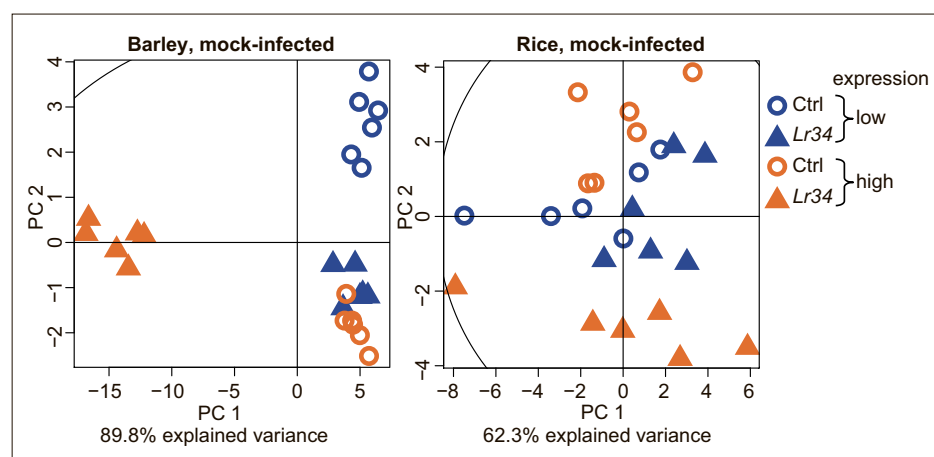 Barley, mock-infected
4
3
2
1
0
−1
−2
PC 2
−15 −10 −5 0 5
PC 1
89.8% explained variance
Rice, mock-infected
4
2
0
−2
−4
PC 2
−8 −6 −4 −2 0 2 4 6
PC 1
62.3% explained variance
expression
Ctrl
Lr34
low
Ctrl
Lr34
high